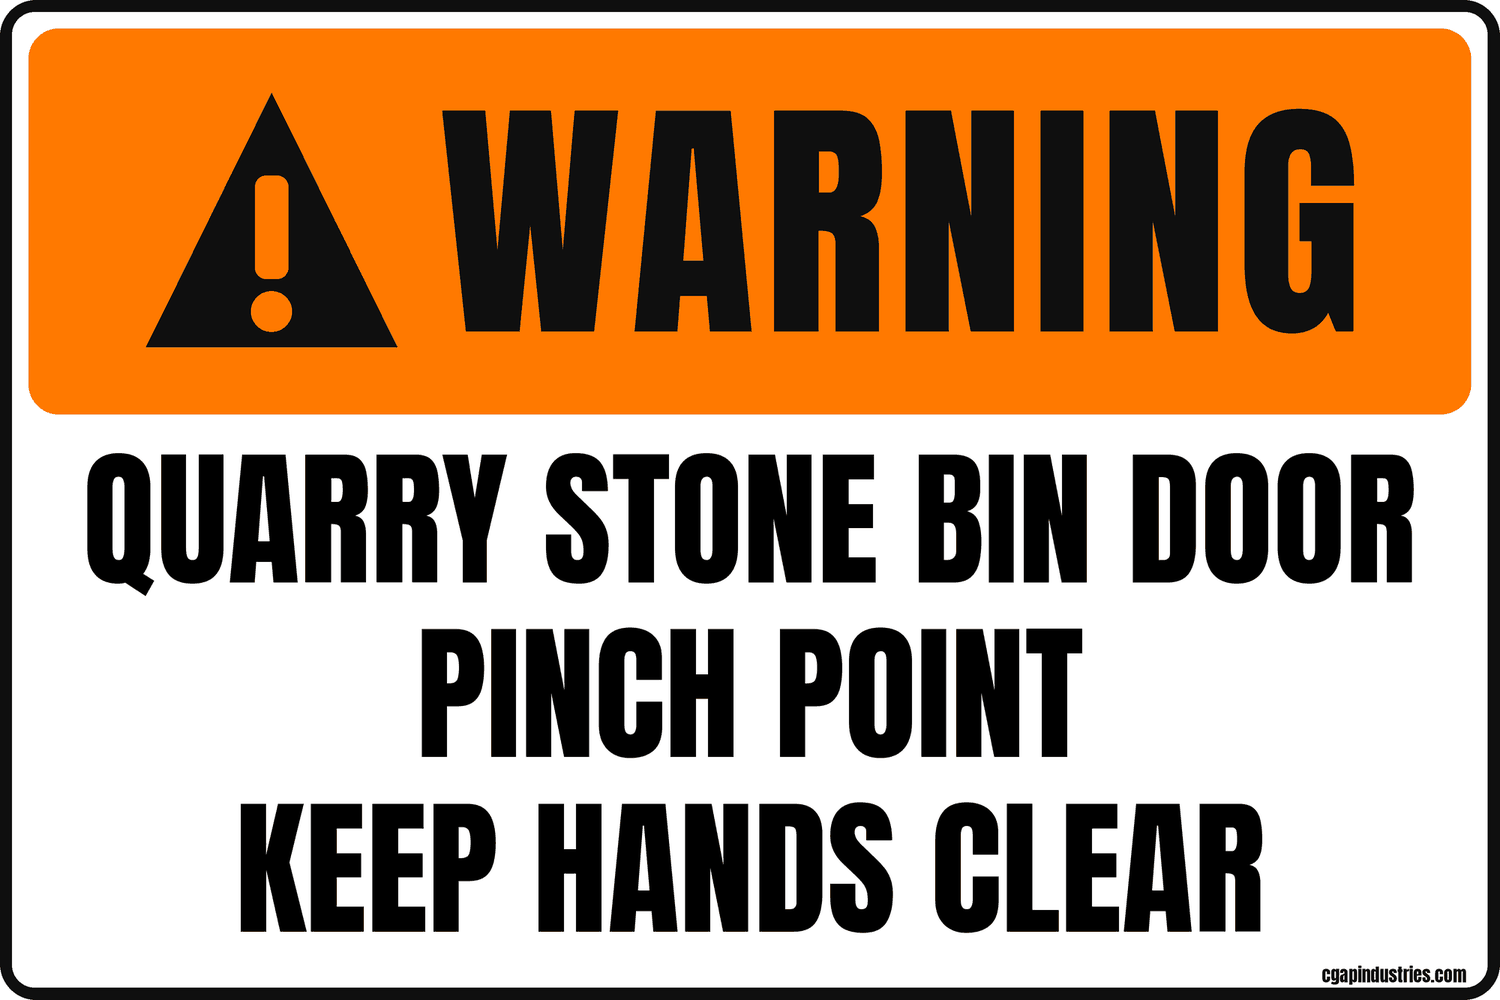 WARNING
QUARRY STONE BIN DOOR
PINCH POINT
KEEP HANDS CLEAR
cgapindustries.com